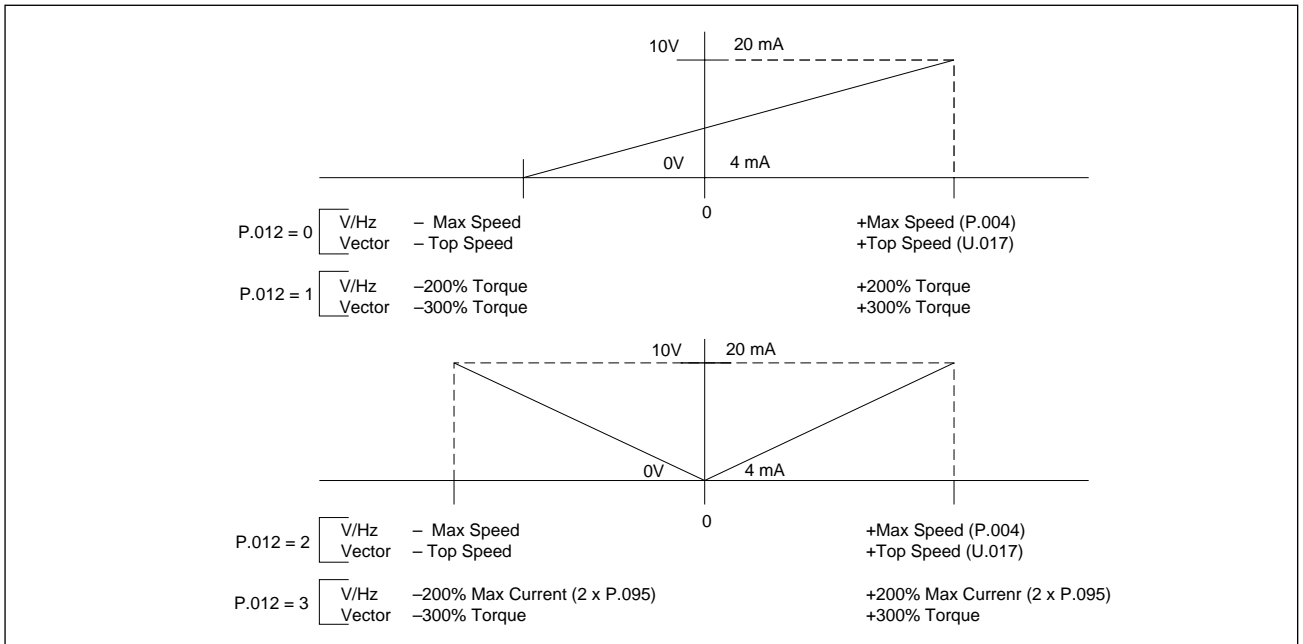 10V 20 mA
0V 4 mA
0
P.012 = 0 V/Hz – Max Speed +Max Speed (P.004)
Vector – Top Speed +Top Speed (U.017)
P.012 = 1 V/Hz –200% Torque +200% Torque
Vector –300% Torque +300% Torque
10V 20 mA
0V 4 mA
0
P.012 = 2 V/Hz – Max Speed +Max Speed (P.004)
Vector – Top Speed +Top Speed (U.017)
P.012 = 3 V/Hz –200% Max Current (2 x P.095) +200% Max Currenr (2 x P.095)
Vector –300% Torque +300% Torque